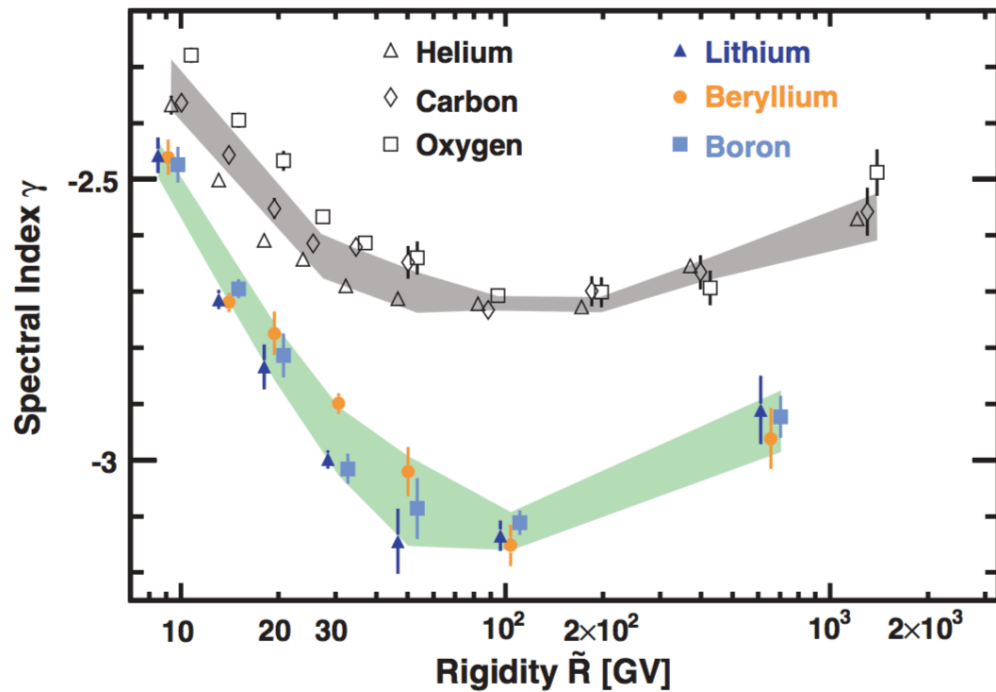 Helium
Lithium
Carbon
Beryllium
Oxygen
Boron
-2.5
-3
Spectral Index γ
10
20
30
10²
2×10²
10³
2×10³
Rigidity R̃ [GV]